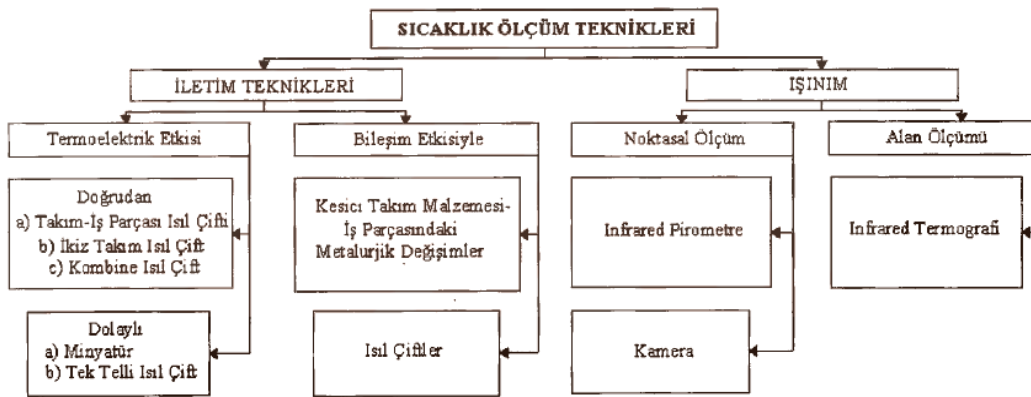 SICAKLIK ÖLÇÜM TEKNİKLERİ
İLETİM TEKNİKLERİ
IŞINIM
Termoelektrik Etkisi
Bileşim Etkisiyle
Noktasal Ölçüm
Alan Ölçümü
Doğrudan
a) Takım-İş Parçası Isıl Çifti
b) İkiz Takım Isıl Çift
c) Kombine Isıl Çift
Kesici Takım Malzemesi-
İş Parçasındaki
Metalurjik Değişimler
Infrared Pirometre
Infrared Termografi
Dolaylı
a) Minyatür
b) Tek Telli Isıl Çift
Isıl Çiftler
Kamera